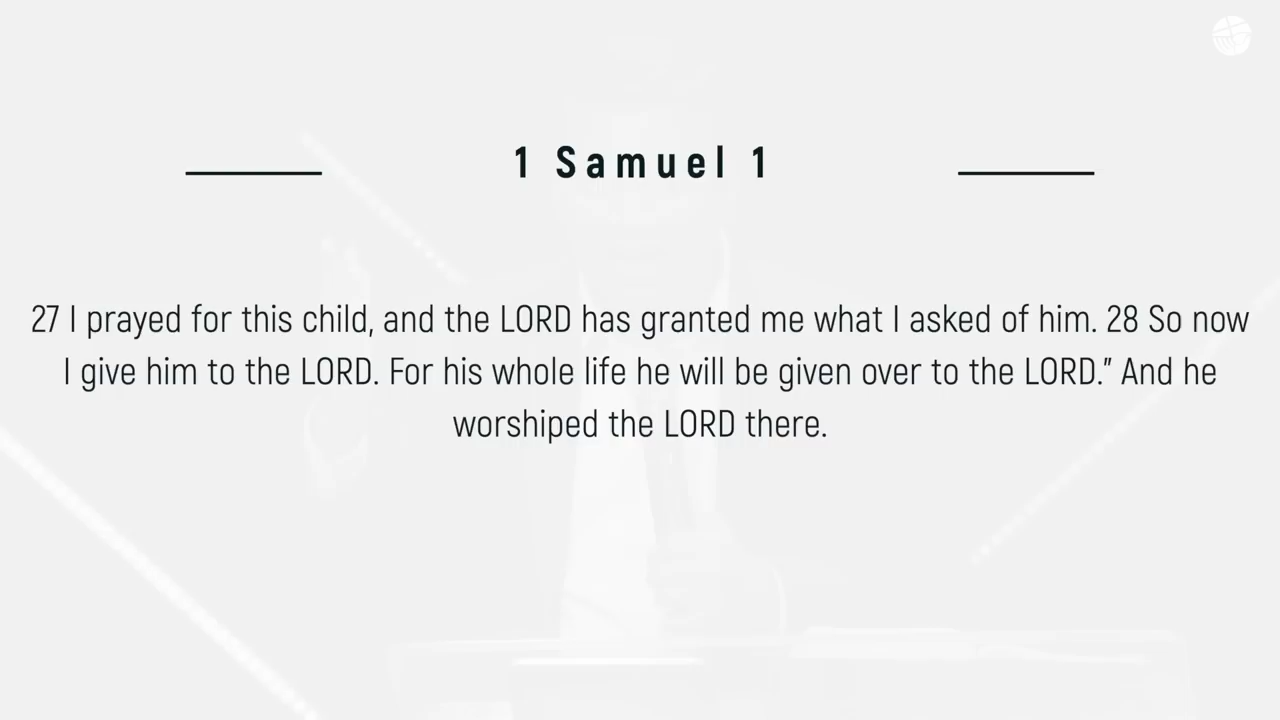 1 Samuel 1
27 I prayed for this child, and the LORD has granted me what I asked of him. 28 So now
I give him to the LORD. For his whole life he will be given over to the LORD.” And he
worshiped the LORD there.